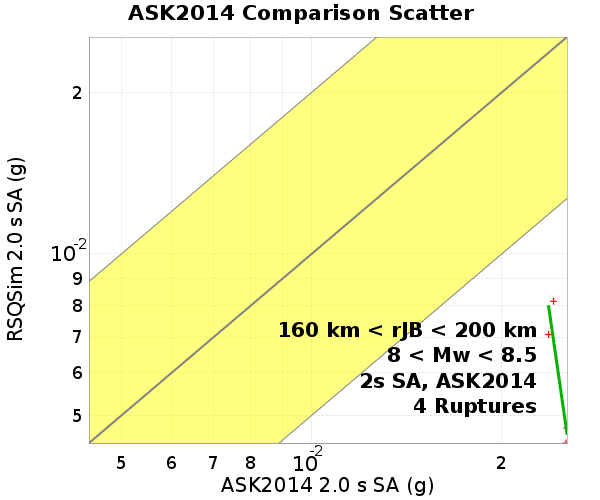 ASK2014 Comparison Scatter
RSQSim 2.0 s SA (g)
2
10-2
9
8
7
6
5
160 km < rJB < 200 km
8 < Mw < 8.5
2s SA, ASK2014
4 Ruptures
5 6 7 8 10-2 2
ASK2014 2.0 s SA (g)